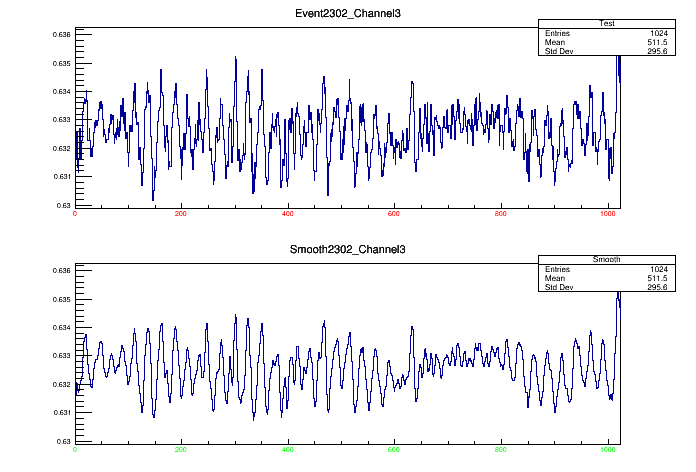 Event2302_Channel3
Test
Entries 1024
Mean 511.5
Std Dev 295.6
0.636
0.635
0.634
0.633
0.632
0.631
0.63
0 200 400 600 800 1000
Smooth2302_Channel3
Smooth
Entries 1024
Mean 511.5
Std Dev 295.6
0.636
0.635
0.634
0.633
0.632
0.631
0.63
0 200 400 600 800 1000